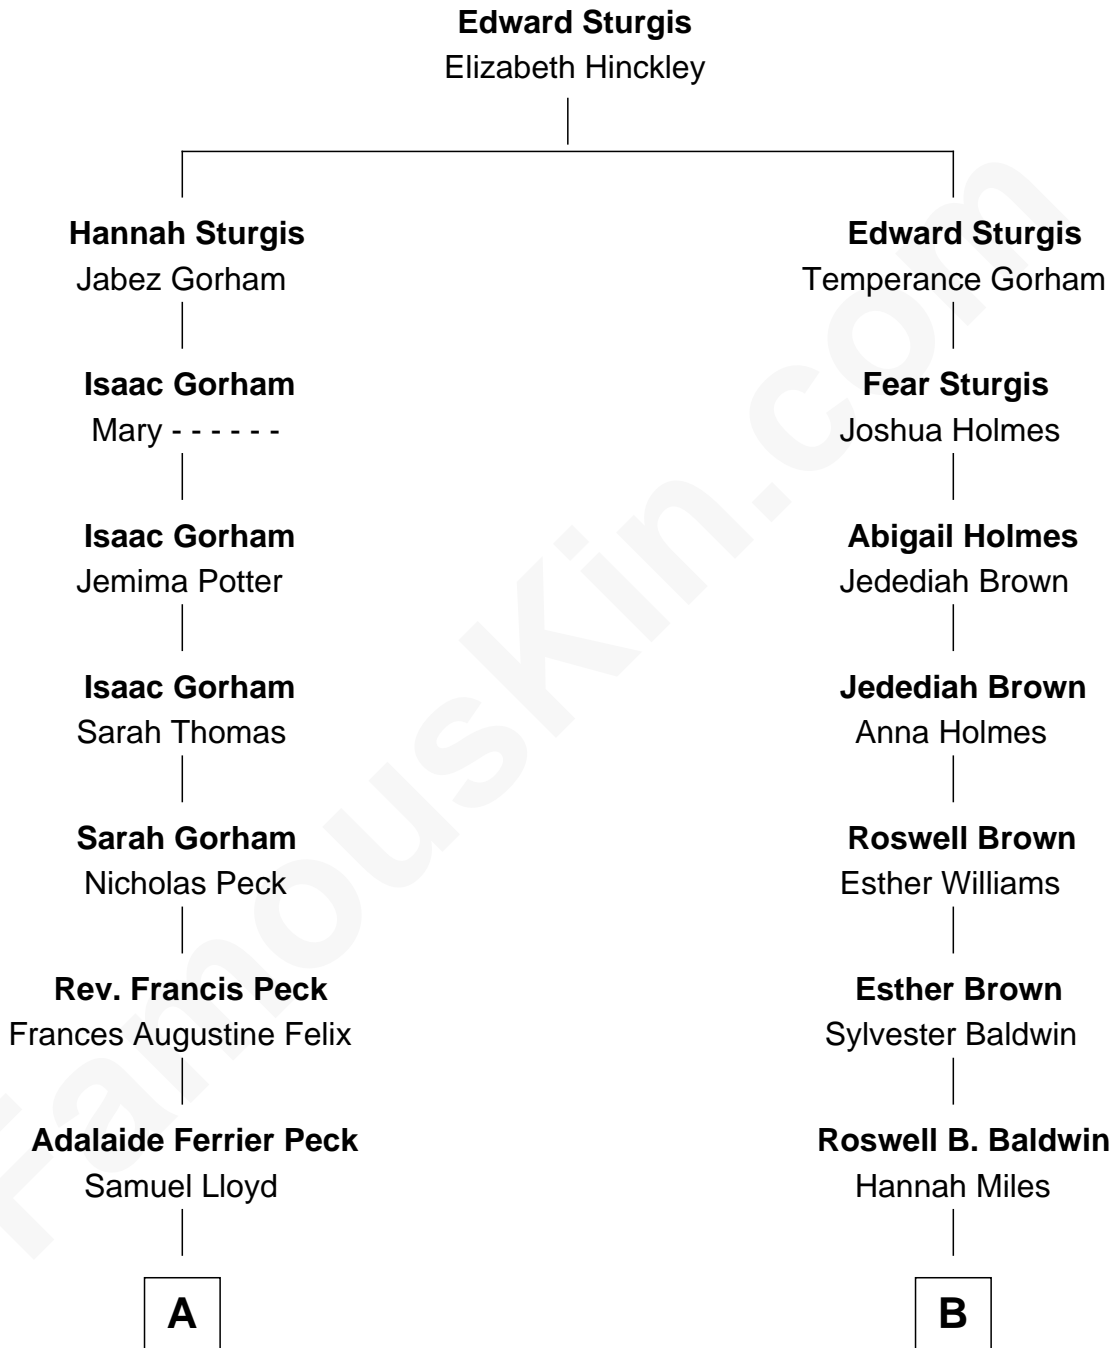 Edward Sturgis
Elizabeth Hinckley
Hannah Sturgis
Jabez Gorham
Edward Sturgis
Temperance Gorham
Isaac Gorham
Mary - - - - - -
Fear Sturgis
Joshua Holmes
Isaac Gorham
Jemima Potter
Abigail Holmes
Jedediah Brown
Isaac Gorham
Sarah Thomas
Jedediah Brown
Anna Holmes
Sarah Gorham
Nicholas Peck
Roswell Brown
Esther Williams
Rev. Francis Peck
Frances Augustine Felix
Esther Brown
Sylvester Baldwin
Adalaide Ferrier Peck
Samuel Lloyd
Roswell B. Baldwin
Hannah Miles
A
B
FamousKin.com